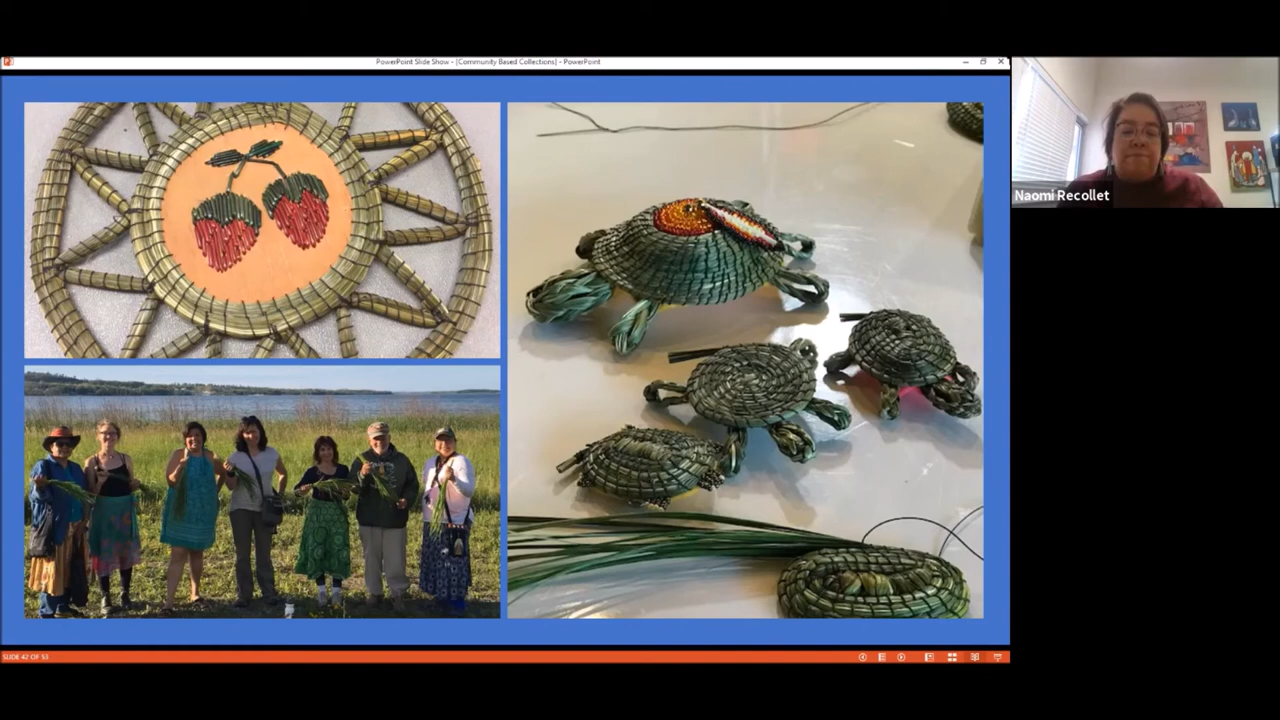 PowerPoint Slide Show - [Community Based Collections] - PowerPoint
Naomi Recollet
SLIDE 42 OF 53